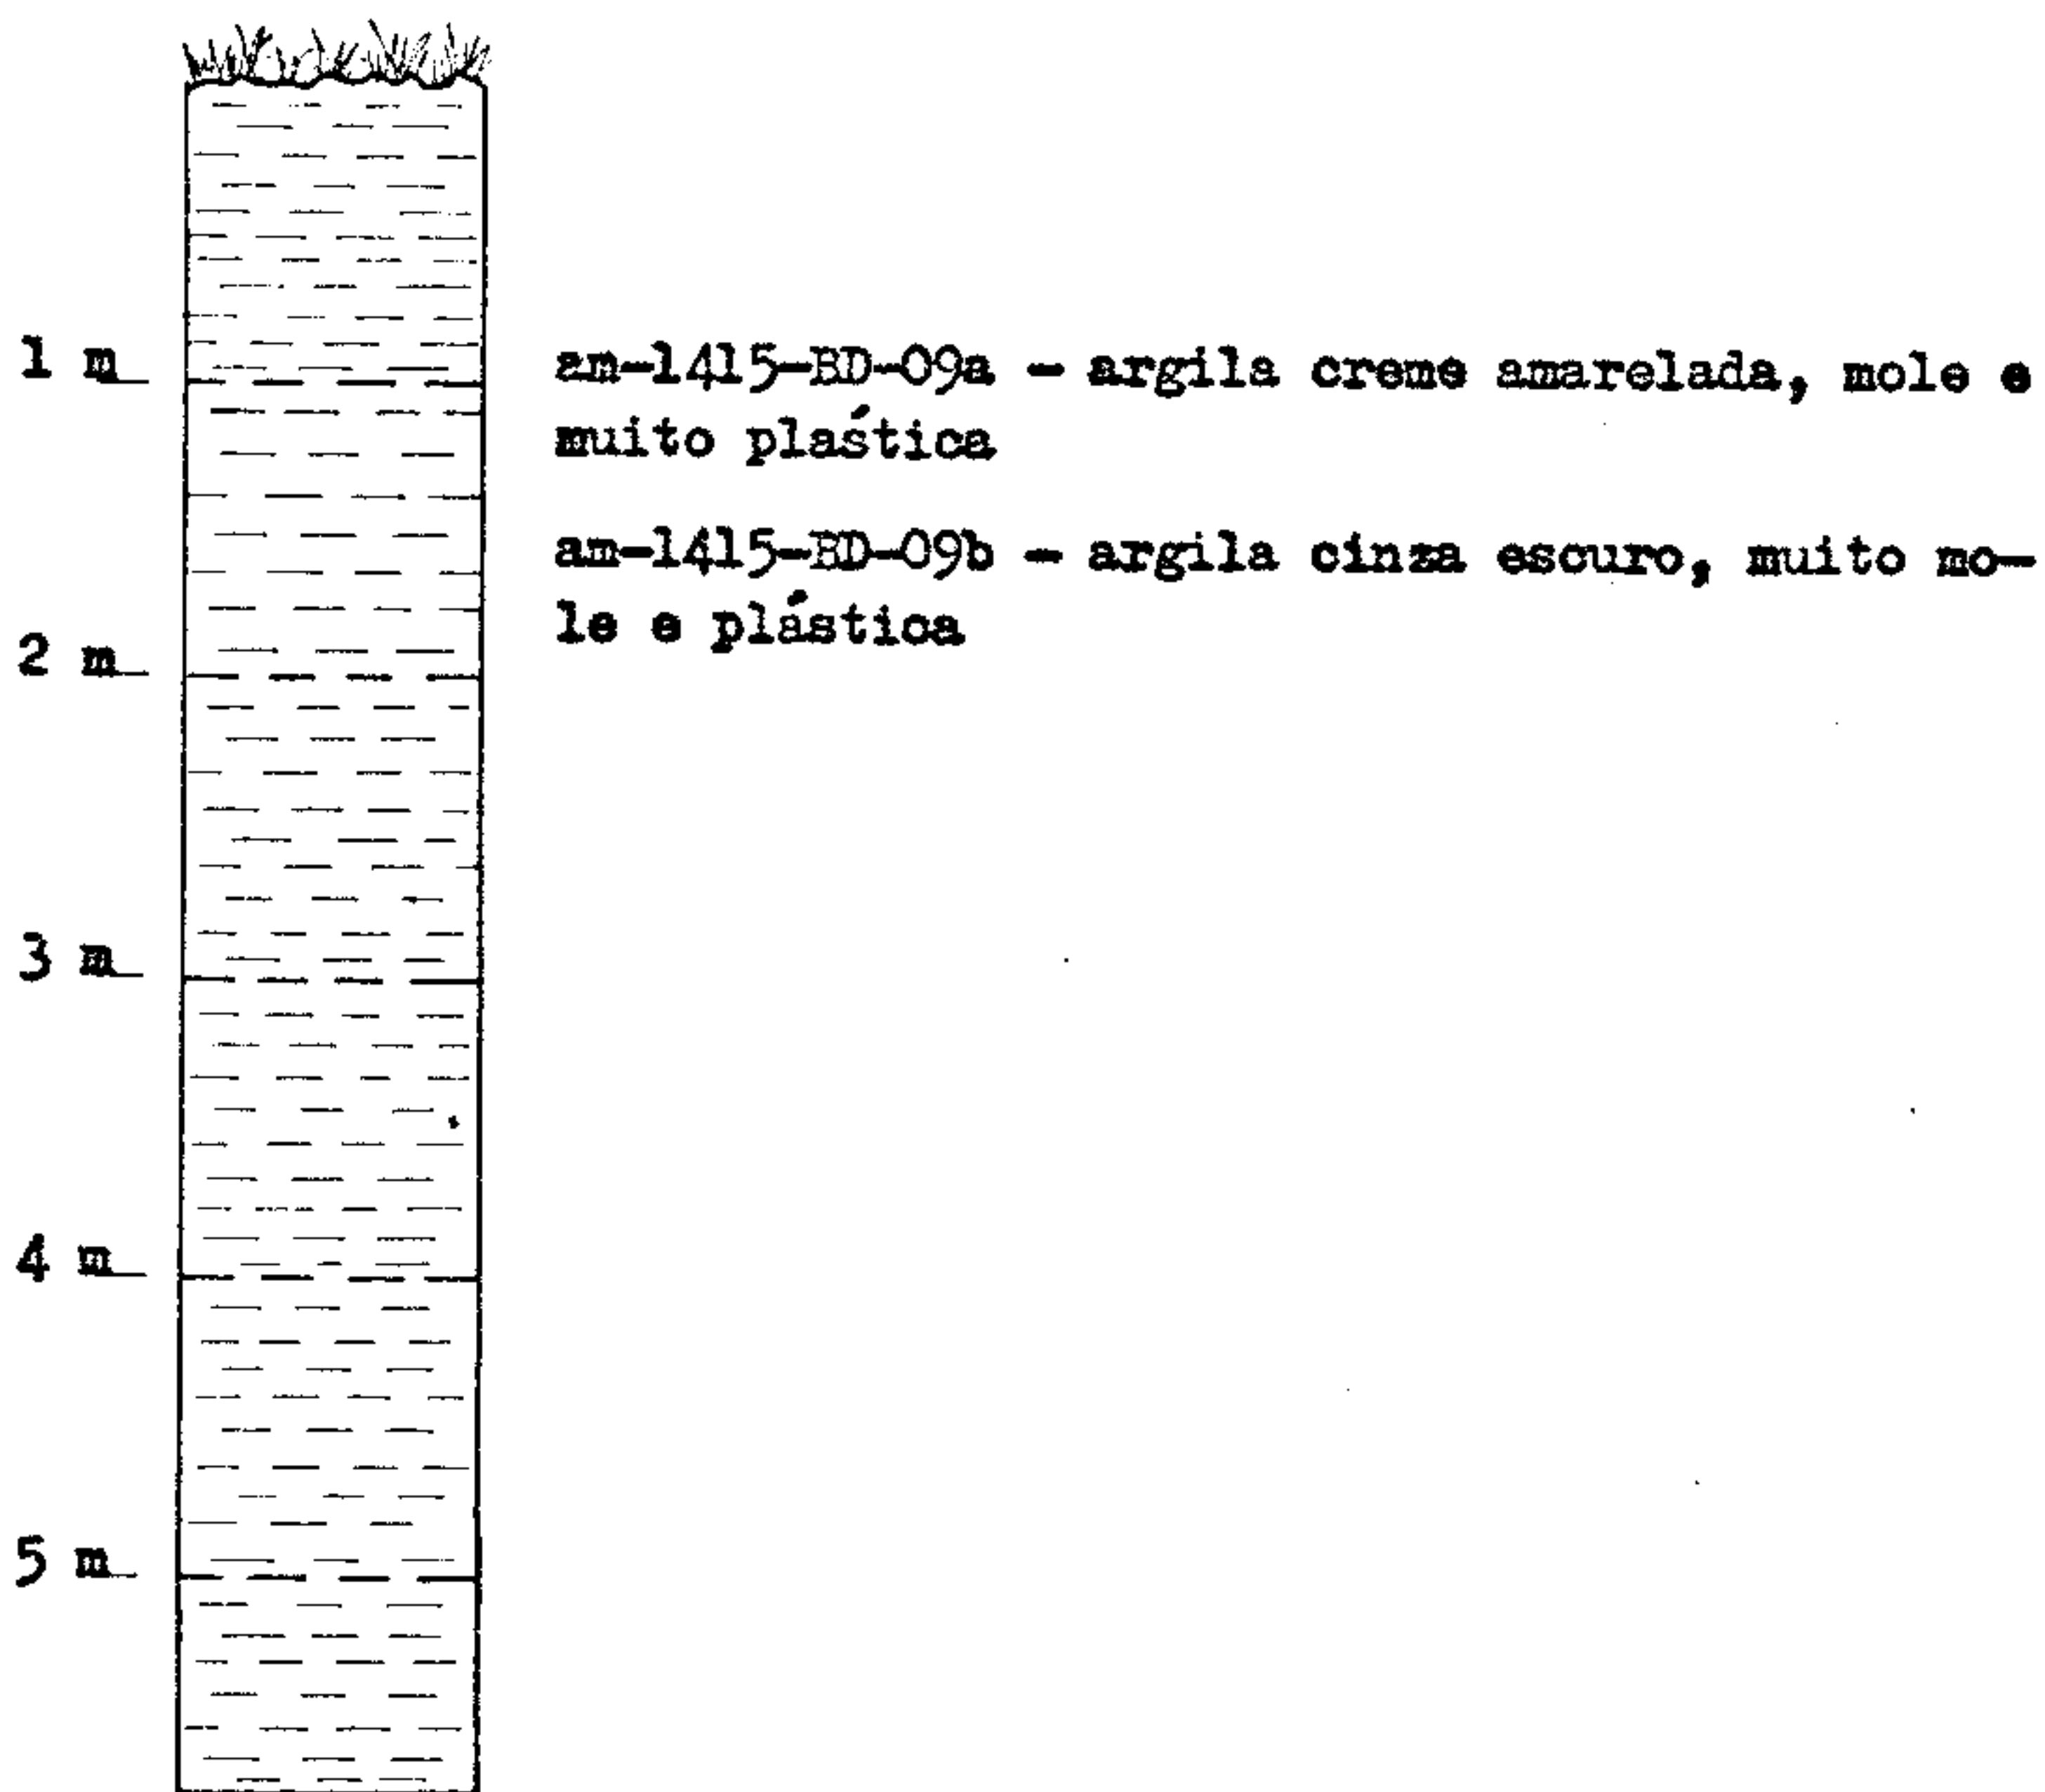 1 m
am-1415-BD-09a - argila creme amarelada, mole e
muito plástica
am-1415-BD-09b - argila cinza escuro, muito mo-
le e plástica
2 m
3 m
4 m
5 m